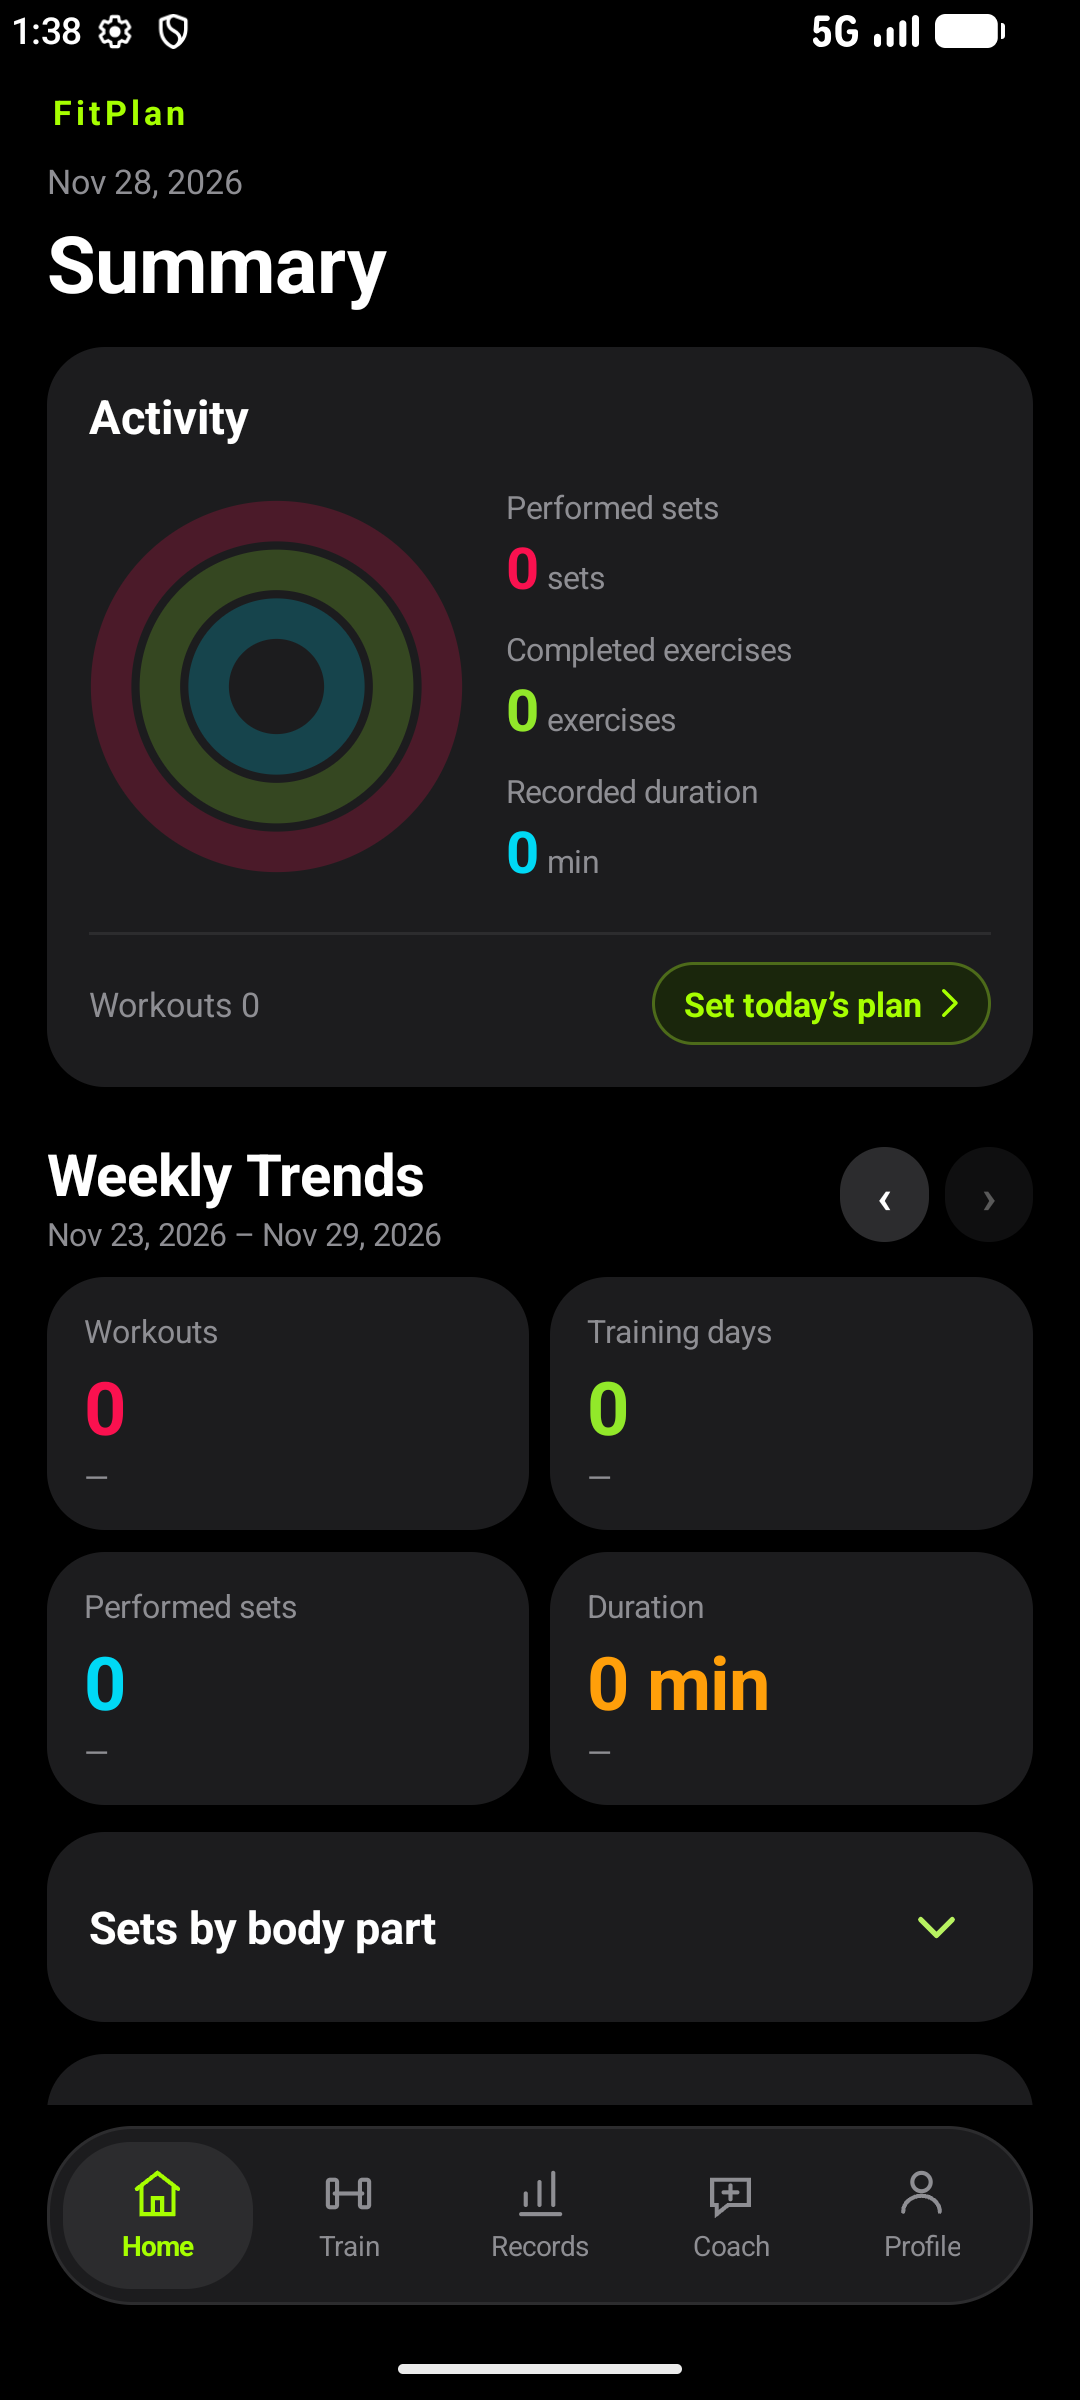 1:38
5G
FitPlan
Nov 28, 2026
Summary
Activity
Performed sets
0 sets
Completed exercises
0 exercises
Recorded duration
0 min
Workouts 0
Set today’s plan
Weekly Trends
Nov 23, 2026 – Nov 29, 2026
‹ ›
Workouts
0
–
Training days
0
–
Performed sets
0
–
Duration
0 min
–
Sets by body part
Home
Train
Records
Coach
Profile